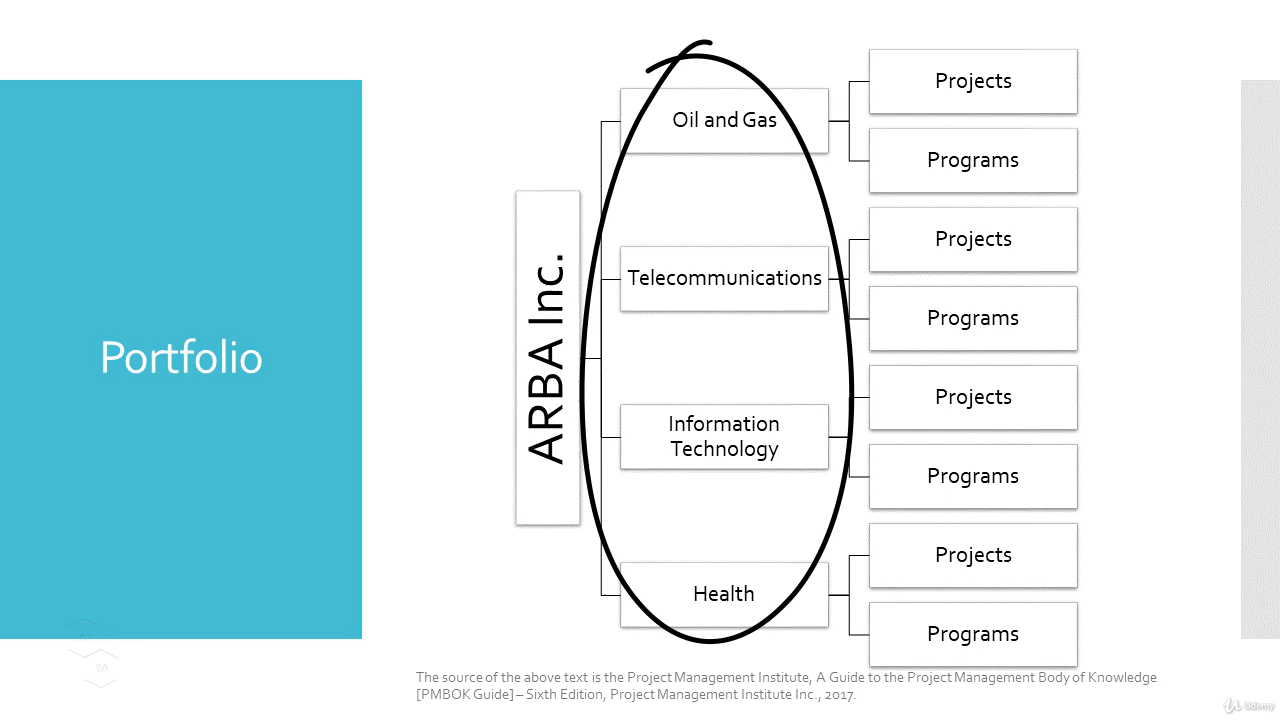 Portfolio
ARBA Inc.
Oil and Gas
Projects
Programs
Telecommunications
Projects
Programs
Information
Technology
Projects
Programs
Health
Projects
Programs
The source of the above text is the Project Management Institute, A Guide to the Project Management Body of Knowledge
[PMBOK Guide] – Sixth Edition, Project Management Institute Inc., 2017.
Udemy